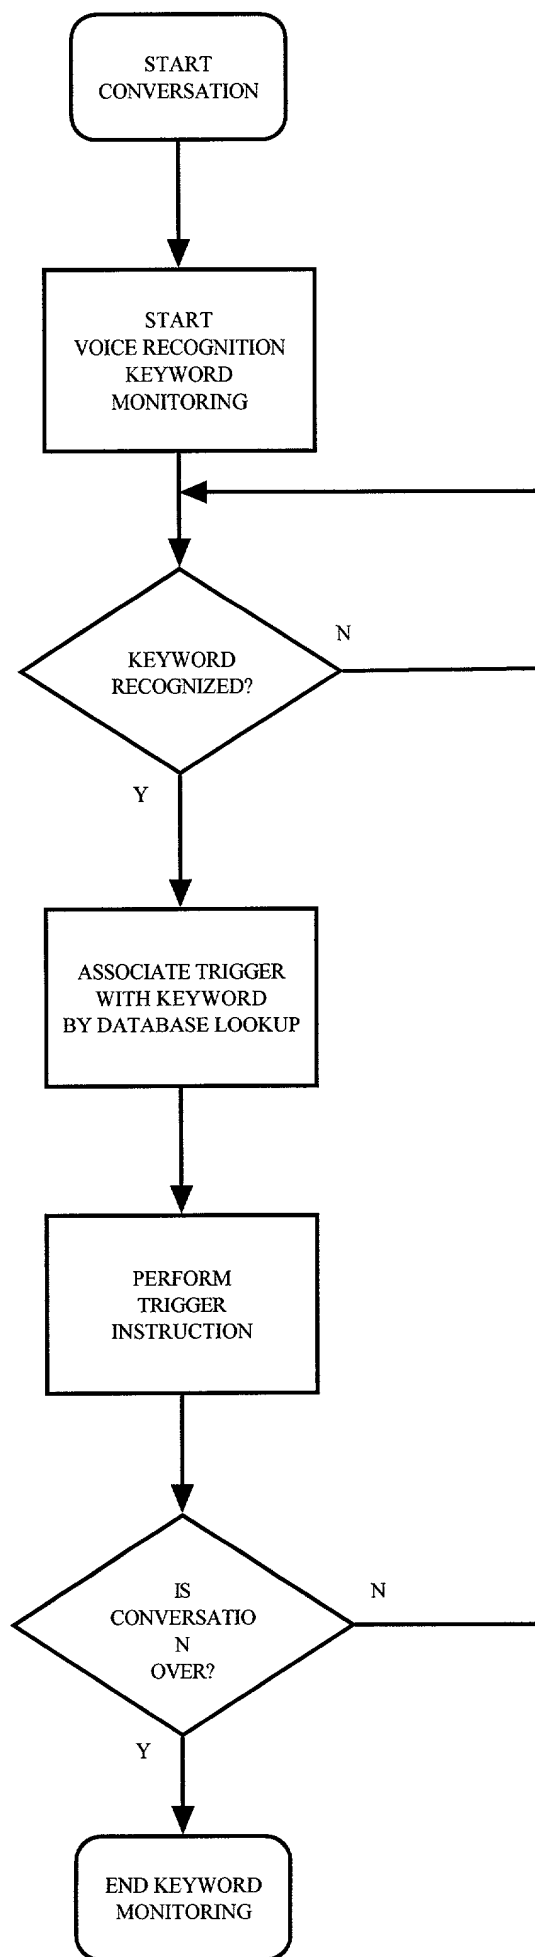 START
CONVERSATION
START
VOICE RECOGNITION
KEYWORD
MONITORING
N
KEYWORD
RECOGNIZED?
Y
ASSOCIATE TRIGGER
WITH KEYWORD
BY DATABASE LOOKUP
PERFORM
TRIGGER
INSTRUCTION
N
IS
CONVERSATIO
N
OVER?
Y
END KEYWORD
MONITORING